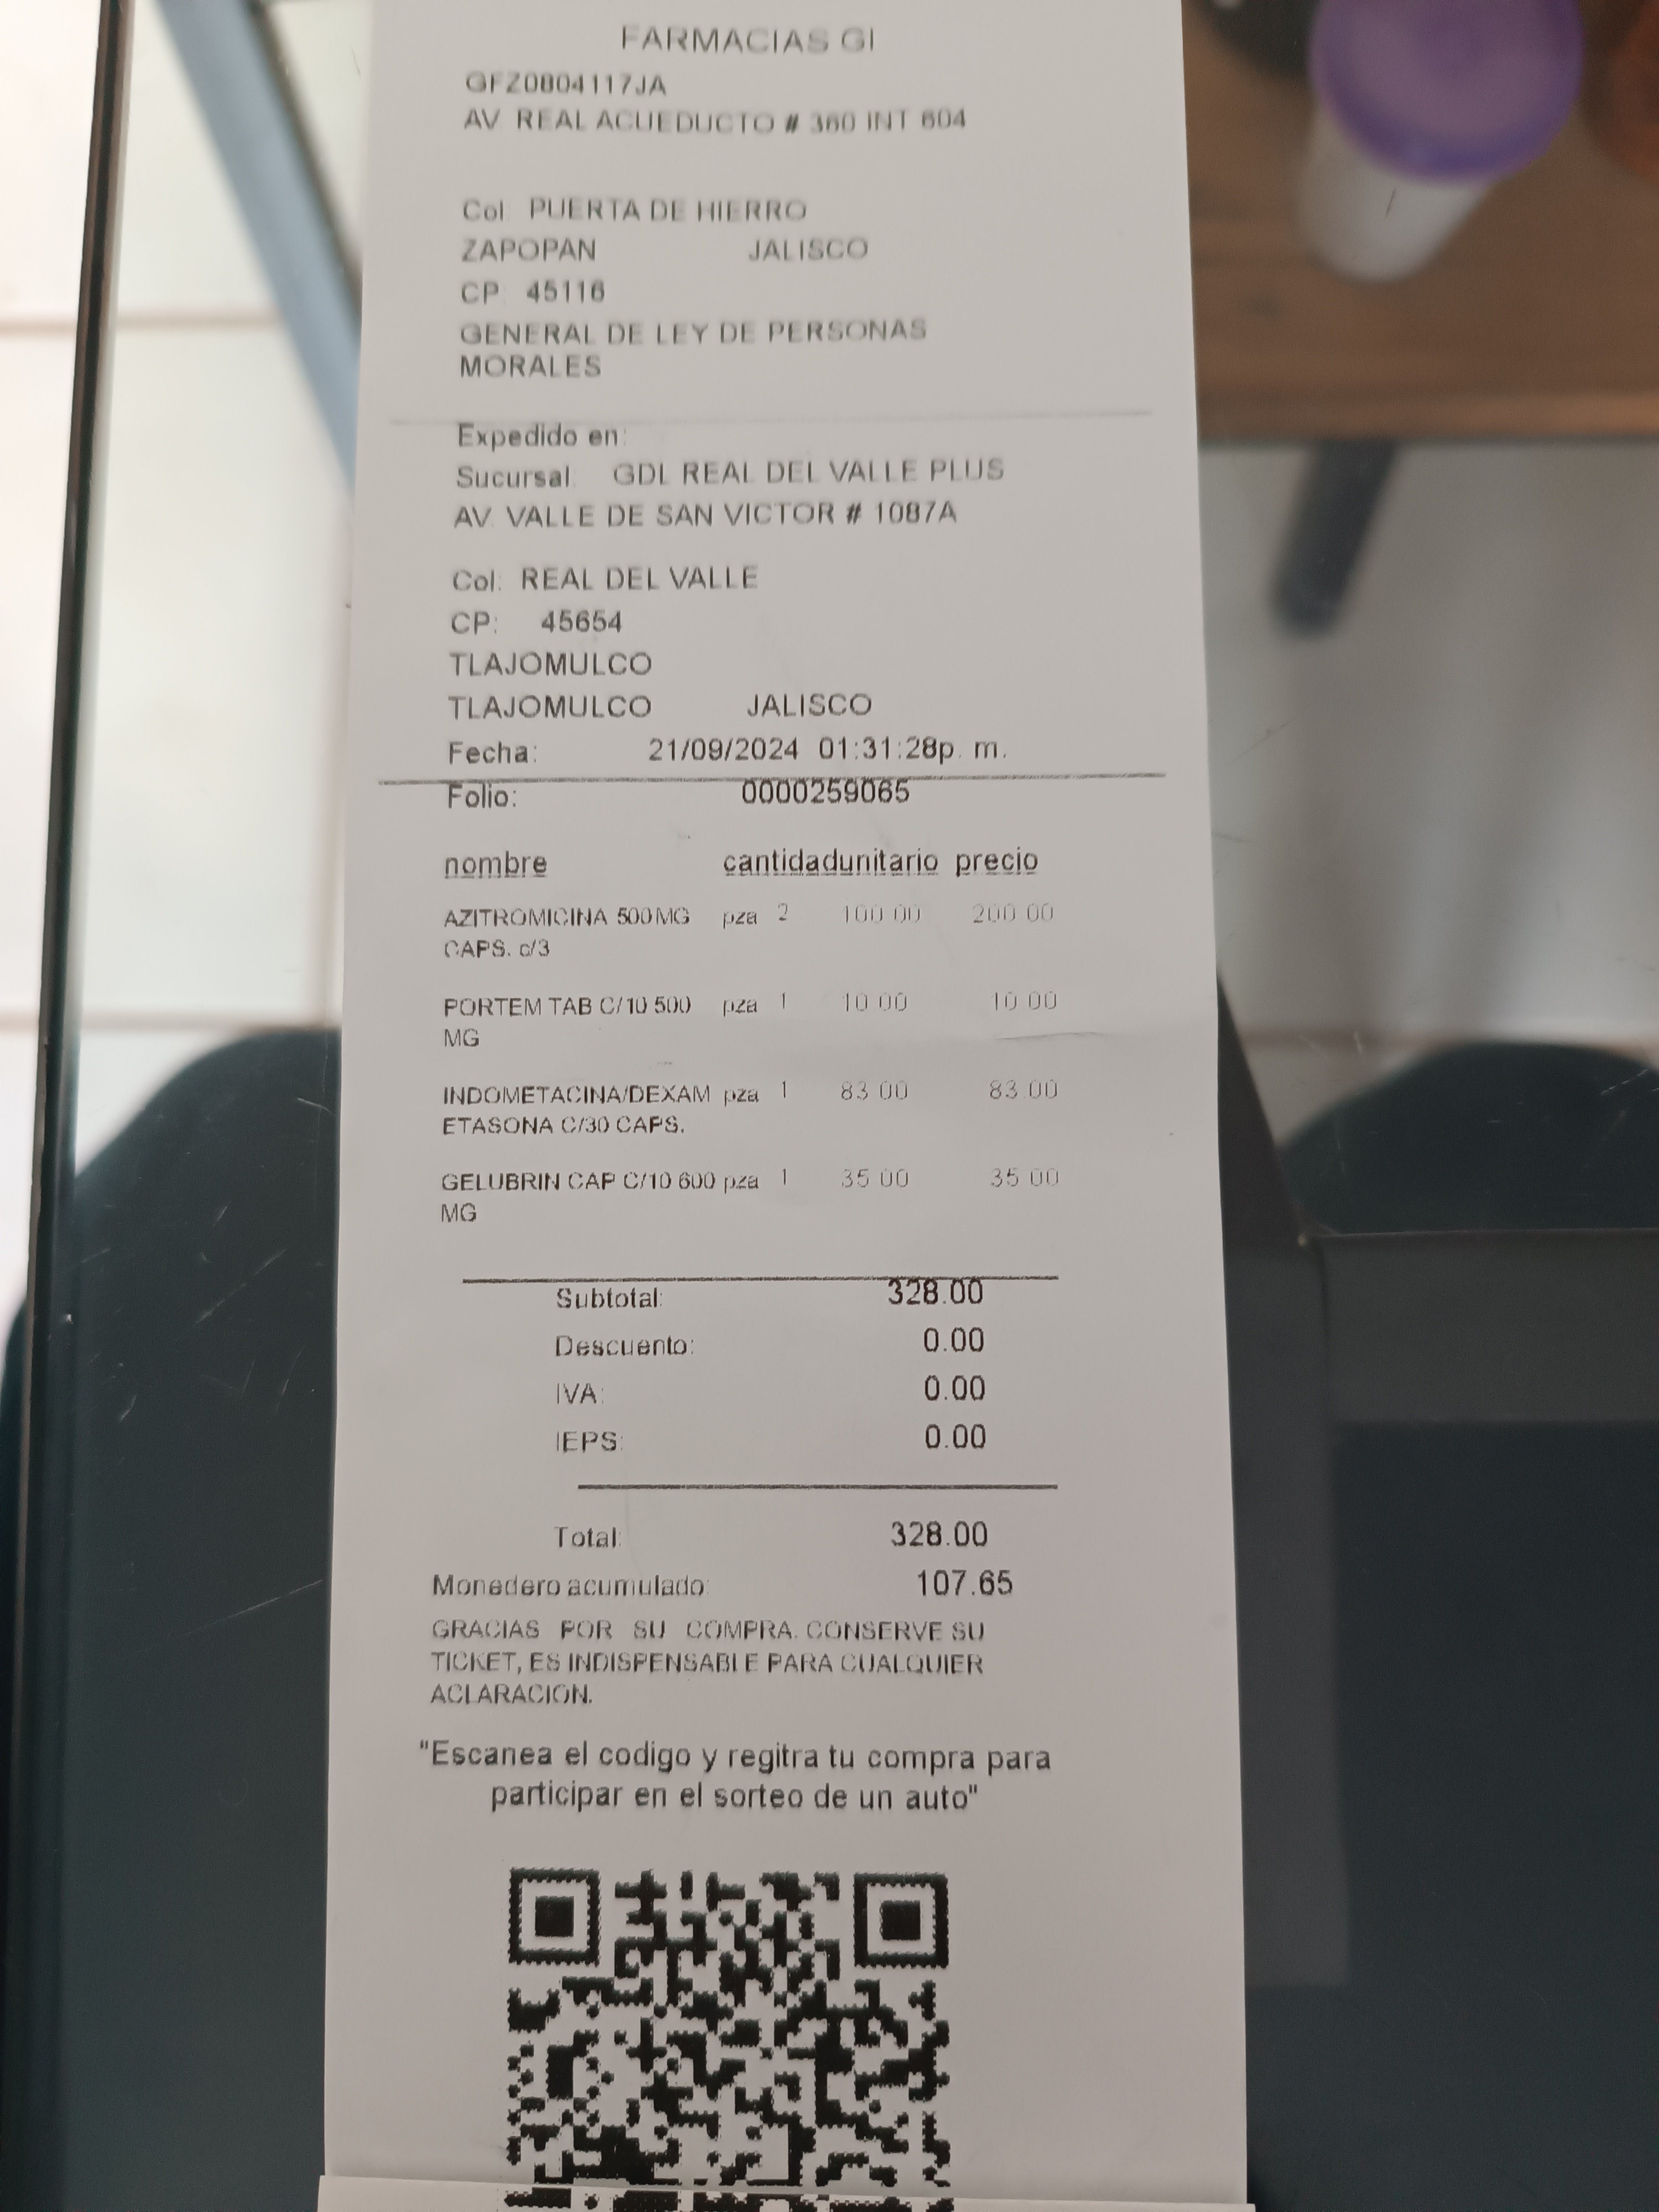 FARMACIAS GI
GFZ0804117JA
AV REAL ACUEDUCTO # 360 INT 604
Col PUERTA DE HIERRO
ZAPOPAN JALISCO
CP: 45116
GENERAL DE LEY DE PERSONAS
MORALES
Expedido en:
Sucursal: GDL REAL DEL VALLE PLUS
AV. VALLE DE SAN VICTOR # 1087A
Col: REAL DEL VALLE
CP: 45654
TLAJOMULCO
TLAJOMULCO JALISCO
Fecha: 21/09/2024 01:31:28p. m.
Folio: 0000259065
nombre cantidadunitario precio
AZITROMICINA 500MG pza 2 100.00 200.00
CAPS. c/3
PORTEM TAB C/10 500 pza 1 10.00 10.00
MG
INDOMETACINA/DEXAM pza 1 83.00 83.00
ETASONA C/30 CAPS.
GELUBRIN CAP C/10 600 pza 1 35.00 35.00
MG
Subtotal: 328.00
Descuento: 0.00
IVA: 0.00
IEPS: 0.00
Total: 328.00
Monedero acumulado: 107.65
GRACIAS POR SU COMPRA. CONSERVE SU
TICKET, ES INDISPENSABLE PARA CUALQUIER
ACLARACION.
"Escanea el codigo y regitra tu compra para
participar en el sorteo de un auto"